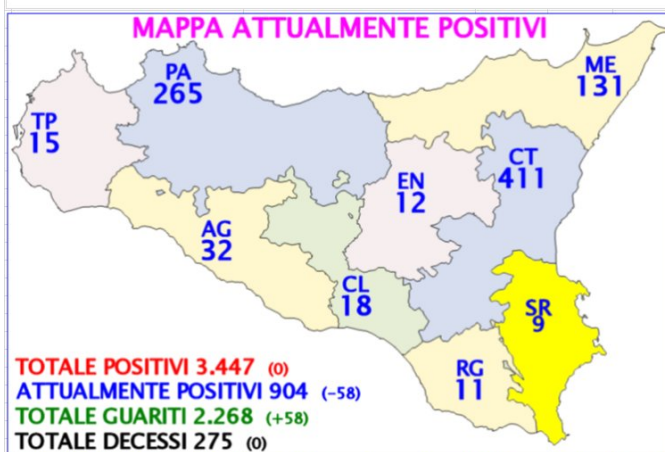 MAPPA ATTUALMENTE POSITIVI
ME
131
PA
265
TP
15
CT
411
EN
12
AG
32
CL
18
SR
9
RG
11
TOTALE POSITIVI 3.447 (0)
ATTUALMENTE POSITIVI 904 (-58)
TOTALE GUARITI 2.268 (+58)
TOTALE DECESSI 275 (0)